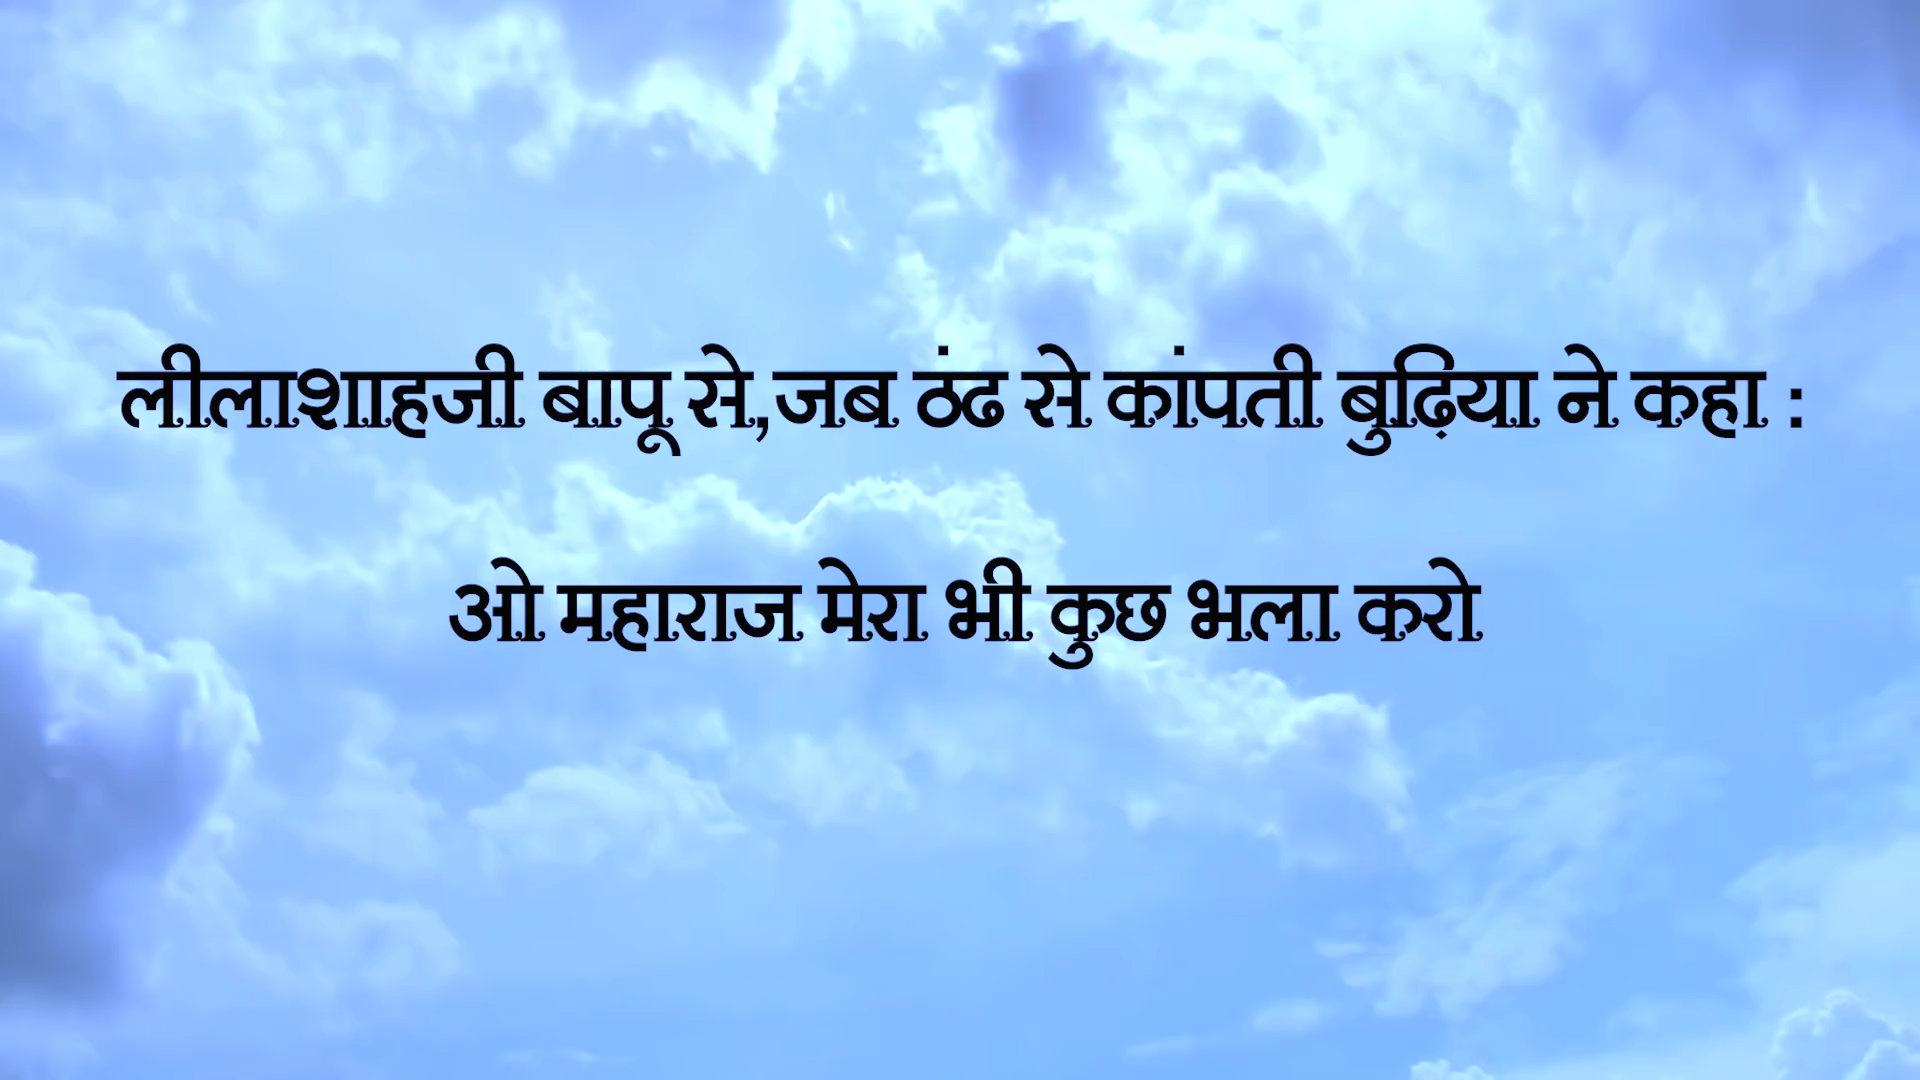 लीलाशाहजी बापू से,जब ठंढ से कांपती बुढ़िया ने कहा :
ओ महाराज मेरा भी कुछ भला करो